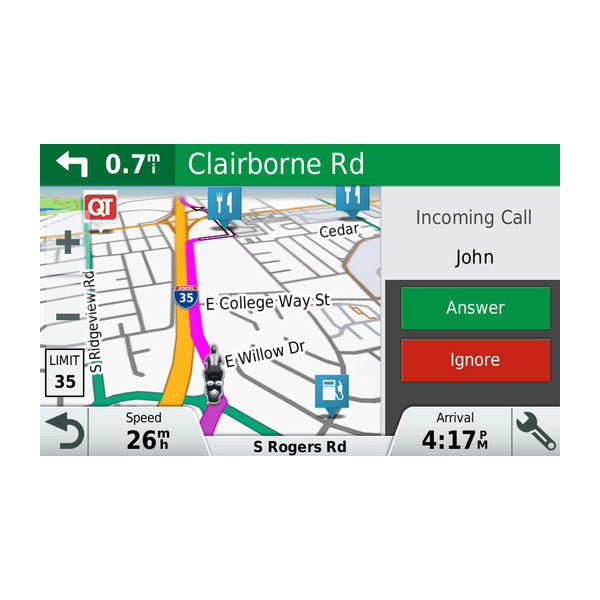 0.7 mi
Clairborne Rd
QT
Cedar
Incoming Call
John
S Ridgeview Rd
35
E College Way St
Answer
E Willow Dr
Ignore
LIMIT
35
Speed
26 mh
S Rogers Rd
Arrival
4:17 PM